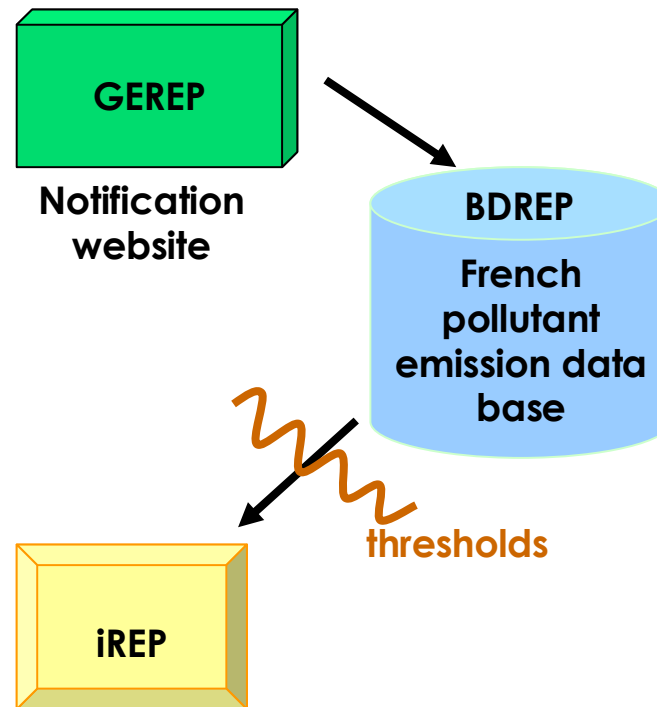 GEREP
Notification
website
BDREP
French
pollutant
emission data
base
thresholds
iREP